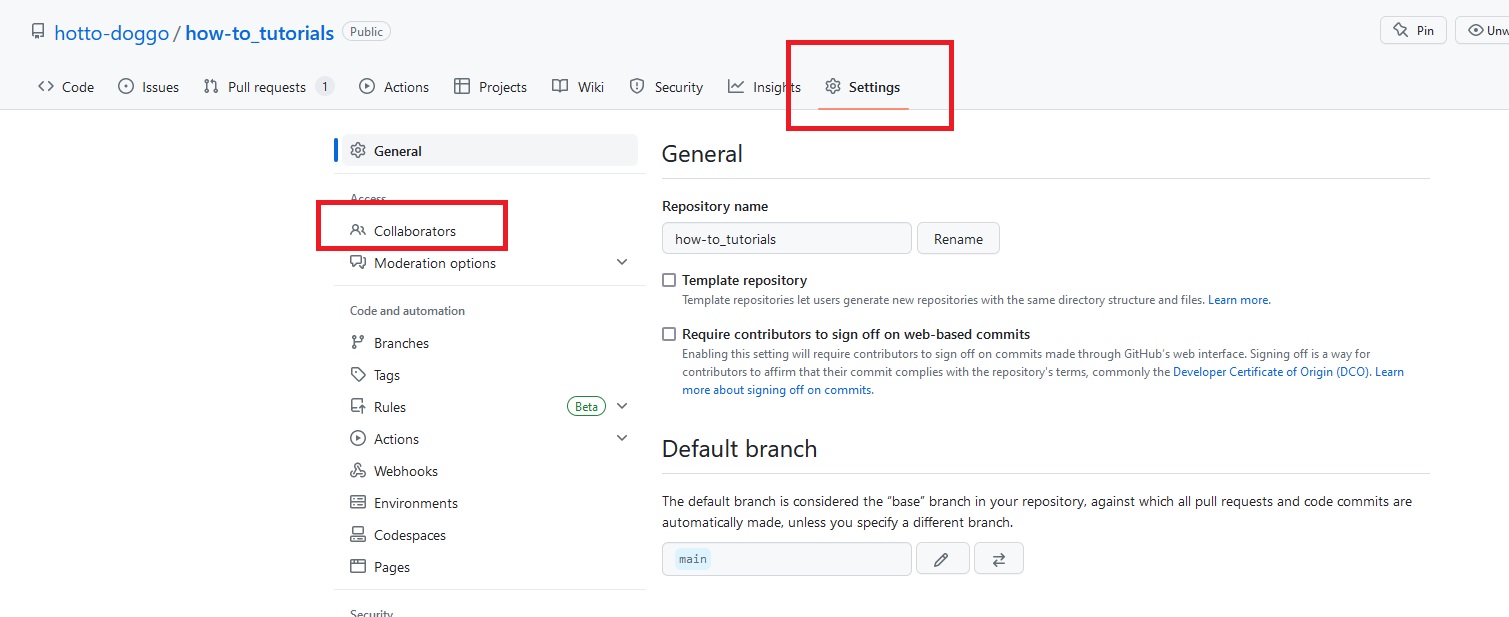 hotto-doggo / how-to_tutorials Public
Pin
Code Issues Pull requests 1 Actions Projects Wiki Security Insights Settings
General
Access
Collaborators
Moderation options
Code and automation
Branches
Tags
Rules Beta
Actions
Webhooks
Environments
Codespaces
Pages
Security
General
Repository name
how-to_tutorials Rename
Template repository
Template repositories let users generate new repositories with the same directory structure and files. Learn more.
Require contributors to sign off on web-based commits
Enabling this setting will require contributors to sign off on commits made through GitHub's web interface. Signing off is a way for
contributors to affirm that their commit complies with the repository's terms, commonly the Developer Certificate of Origin (DCO). Learn
more about signing off on commits.
Default branch
The default branch is considered the “base” branch in your repository, against which all pull requests and code commits are
automatically made, unless you specify a different branch.
main